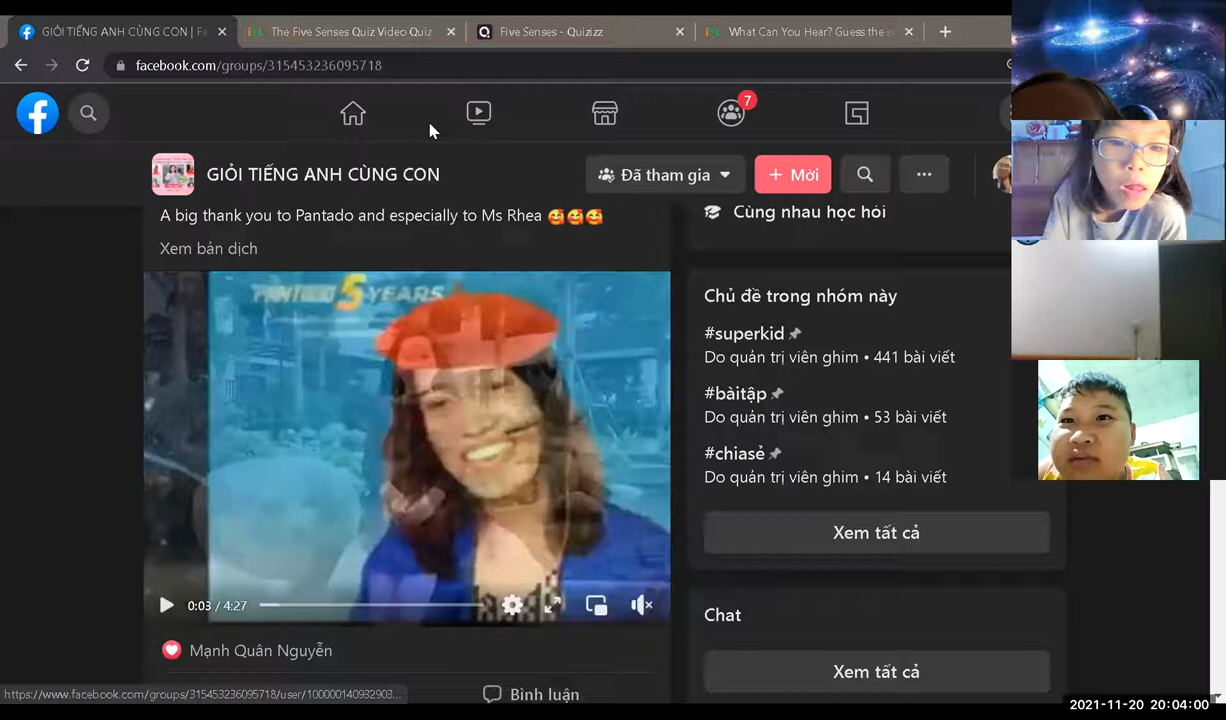 GIỎI TIẾNG ANH CÙNG CON | Fa
The Five Senses Quiz Video Quiz
Five Senses - Quizizz
What Can You Hear? Guess the s
facebook.com/groups/315453236095718
7
GIỎI TIẾNG ANH CÙNG CON
Đã tham gia
+ Mời
A big thank you to Pantado and especially to Ms Rhea 🥰🥰🥰
Xem bản dịch
PANTADO 5 YEARS
0:03 / 4:27
Mạnh Quân Nguyễn
Bình luận
Cùng nhau học hỏi
Chủ đề trong nhóm này
#superkid
Do quản trị viên ghim • 441 bài viết
#bàitập
Do quản trị viên ghim • 53 bài viết
#chiasẻ
Do quản trị viên ghim • 14 bài viết
Xem tất cả
Chat
Xem tất cả
https://www.facebook.com/groups/315453236095718/user/100000140932903...
2021-11-20 20:04:00